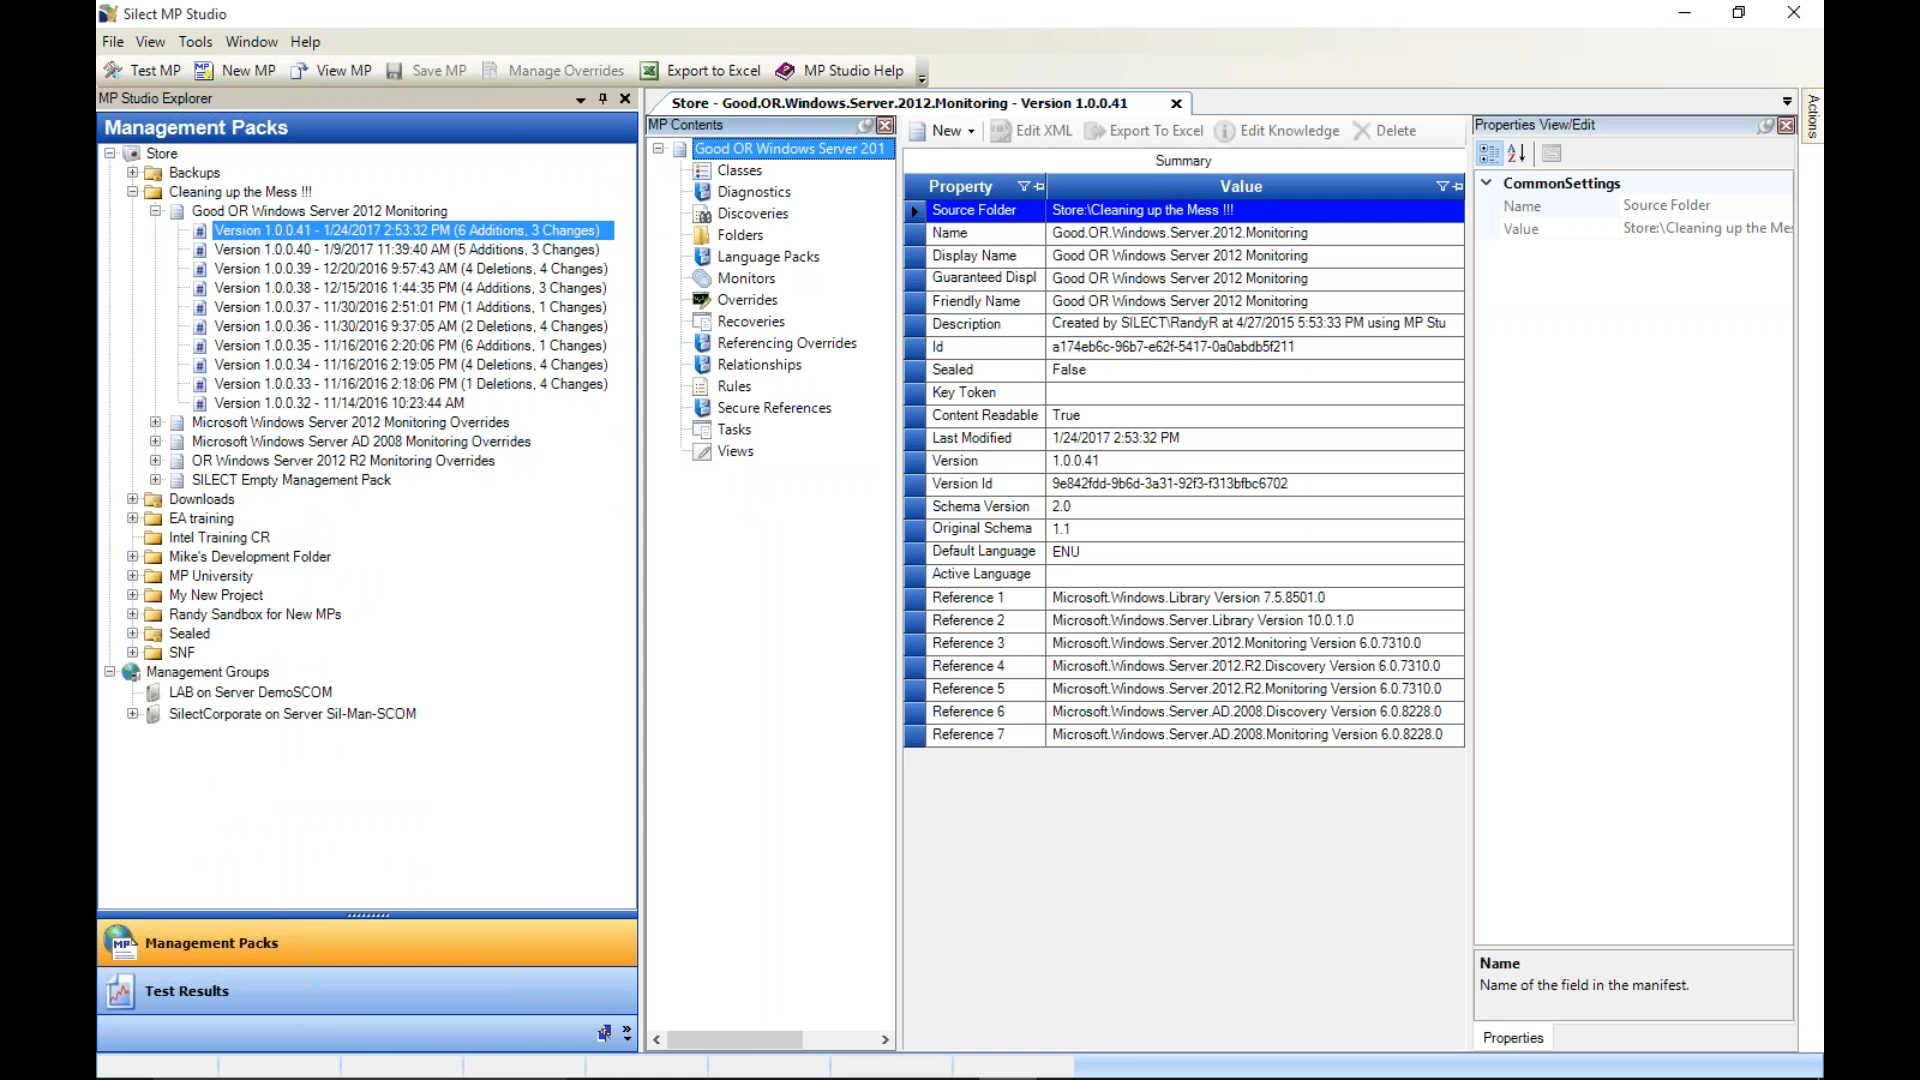 Silect MP Studio
File View Tools Window Help
Test MP New MP View MP Save MP Manage Overrides Export to Excel MP Studio Help
MP Studio Explorer
Management Packs
Store
Backups
Cleaning up the Mess !!!
Good OR Windows Server 2012 Monitoring
Version 1.0.0.41 - 1/24/2017 2:53:32 PM (6 Additions, 3 Changes)
Version 1.0.0.40 - 1/9/2017 11:39:40 AM (5 Additions, 3 Changes)
Version 1.0.0.39 - 12/20/2016 9:57:43 AM (4 Deletions, 4 Changes)
Version 1.0.0.38 - 12/15/2016 1:44:35 PM (4 Additions, 3 Changes)
Version 1.0.0.37 - 11/30/2016 2:51:01 PM (1 Additions, 1 Changes)
Version 1.0.0.36 - 11/30/2016 9:37:05 AM (2 Deletions, 4 Changes)
Version 1.0.0.35 - 11/16/2016 2:20:06 PM (6 Additions, 1 Changes)
Version 1.0.0.34 - 11/16/2016 2:19:05 PM (4 Deletions, 4 Changes)
Version 1.0.0.33 - 11/16/2016 2:18:06 PM (1 Deletions, 4 Changes)
Version 1.0.0.32 - 11/14/2016 10:23:44 AM
Microsoft Windows Server 2012 Monitoring Overrides
Microsoft Windows Server AD 2008 Monitoring Overrides
OR Windows Server 2012 R2 Monitoring Overrides
SILECT Empty Management Pack
Downloads
EA training
Intel Training CR
Mike's Development Folder
MP University
My New Project
Randy Sandbox for New MPs
Sealed
SNF
Management Groups
LAB on Server DemoSCOM
SilectCorporate on Server Sil-Man-SCOM
Management Packs
Test Results
Store - Good.OR.Windows.Server.2012.Monitoring - Version 1.0.0.41
MP Contents
Good OR Windows Server 201
Classes
Diagnostics
Discoveries
Folders
Language Packs
Monitors
Overrides
Recoveries
Referencing Overrides
Relationships
Rules
Secure References
Tasks
Views
New Edit XML Export To Excel Edit Knowledge Delete
Summary
Property Value
Source Folder Store:\Cleaning up the Mess !!!
Name Good.OR.Windows.Server.2012.Monitoring
Display Name Good OR Windows Server 2012 Monitoring
Guaranteed Displ Good OR Windows Server 2012 Monitoring
Friendly Name Good OR Windows Server 2012 Monitoring
Description Created by SILECT\RandyR at 4/27/2015 5:53:33 PM using MP Stu
Id a174eb6c-96b7-e62f-5417-0a0abdb5f211
Sealed False
Key Token
Content Readable True
Last Modified 1/24/2017 2:53:32 PM
Version 1.0.0.41
Version Id 9e842fdd-9b6d-3a31-92f3-f313bfbc6702
Schema Version 2.0
Original Schema 1.1
Default Language ENU
Active Language
Reference 1 Microsoft.Windows.Library Version 7.5.8501.0
Reference 2 Microsoft.Windows.Server.Library Version 10.0.1.0
Reference 3 Microsoft.Windows.Server.2012.Monitoring Version 6.0.7310.0
Reference 4 Microsoft.Windows.Server.2012.R2.Discovery Version 6.0.7310.0
Reference 5 Microsoft.Windows.Server.2012.R2.Monitoring Version 6.0.7310.0
Reference 6 Microsoft.Windows.Server.AD.2008.Discovery Version 6.0.8228.0
Reference 7 Microsoft.Windows.Server.AD.2008.Monitoring Version 6.0.8228.0
Properties View/Edit
CommonSettings
Name Source Folder
Value Store:\Cleaning up the Mes
Name
Name of the field in the manifest.
Properties
Actions